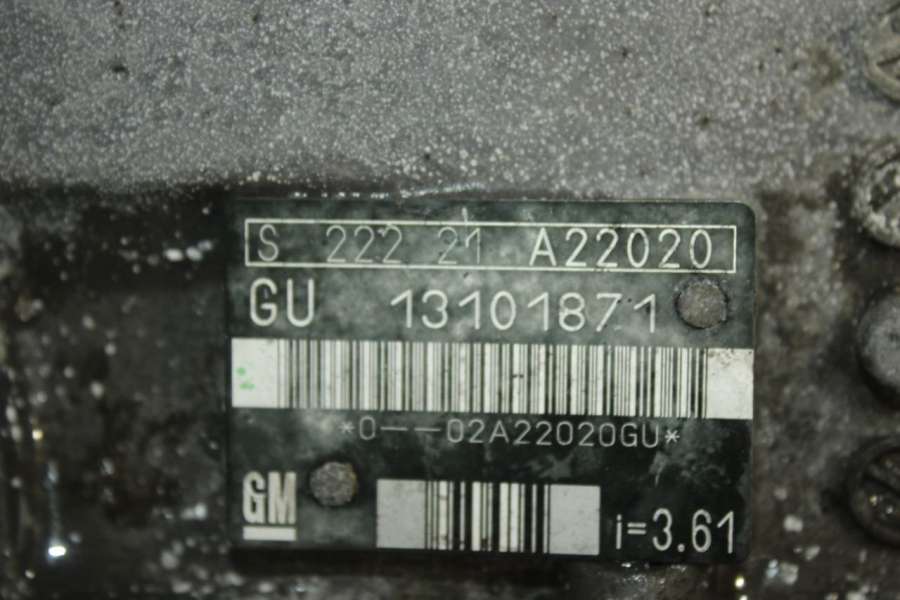 S 222 21 A22020
GU 13101871
*0---02A22020GU*
GM
i=3.61